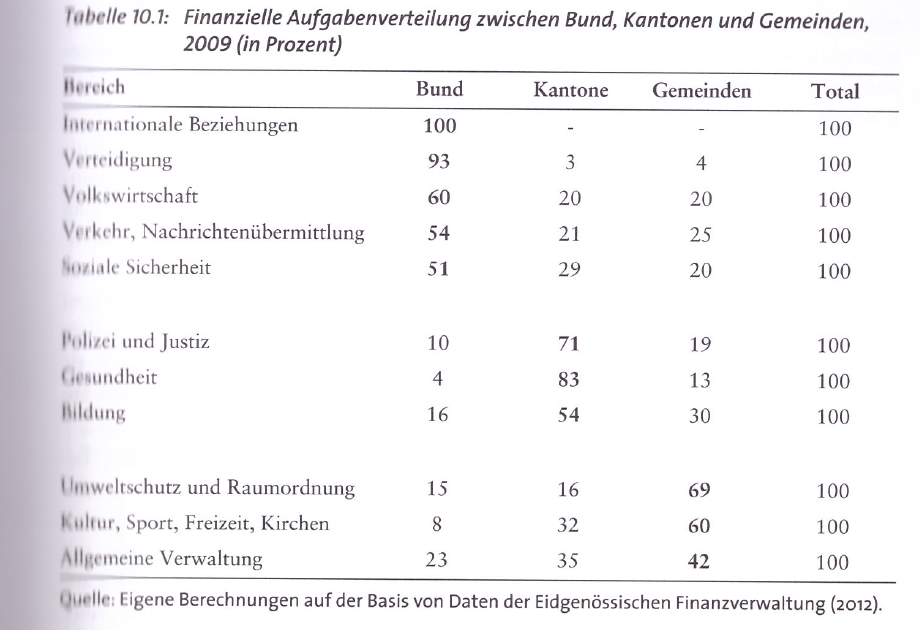 Tabelle 10.1: Finanzielle Aufgabenverteilung zwischen Bund, Kantonen und Gemeinden,
2009 (in Prozent)
Bereich Bund Kantone Gemeinden Total
Internationale Beziehungen 100 - - 100
Verteidigung 93 3 4 100
Volkswirtschaft 60 20 20 100
Verkehr, Nachrichtenübermittlung 54 21 25 100
Soziale Sicherheit 51 29 20 100
Polizei und Justiz 10 71 19 100
Gesundheit 4 83 13 100
Bildung 16 54 30 100
Umweltschutz und Raumordnung 15 16 69 100
Kultur, Sport, Freizeit, Kirchen 8 32 60 100
Allgemeine Verwaltung 23 35 42 100
Quelle: Eigene Berechnungen auf der Basis von Daten der Eidgenössischen Finanzverwaltung (2012).